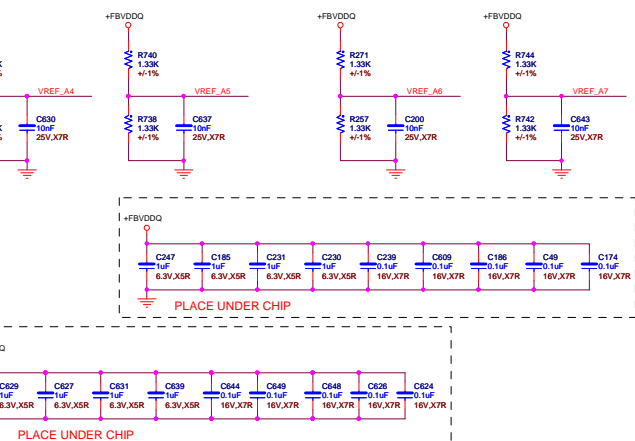 +FBVDDQ
+FBVDDQ
+FBVDDQ
R740
1.33K
+/-1%
R271
1.33K
+/-1%
R744
1.33K
+/-1%
VREF_A4
VREF_A5
VREF_A6
VREF_A7
C630
10nF
25V,X7R
R738
1.33K
+/-1%
C637
10nF
25V,X7R
R257
1.33K
+/-1%
C200
10nF
25V,X7R
R742
1.33K
+/-1%
C643
10nF
25V,X7R
+FBVDDQ
C247
1uF
6.3V,X5R
C185
1uF
6.3V,X5R
C231
1uF
6.3V,X5R
C230
1uF
6.3V,X5R
C239
0.1uF
16V,X7R
C609
0.1uF
16V,X7R
C186
0.1uF
16V,X7R
C49
0.1uF
16V,X7R
C174
0.1uF
16V,X7R
PLACE UNDER CHIP
Q
C629
1uF
6.3V,X5R
C627
1uF
6.3V,X5R
C631
1uF
6.3V,X5R
C639
1uF
6.3V,X5R
C644
0.1uF
16V,X7R
C649
0.1uF
16V,X7R
C648
0.1uF
16V,X7R
C626
0.1uF
16V,X7R
C624
0.1uF
16V,X7R
PLACE UNDER CHIP